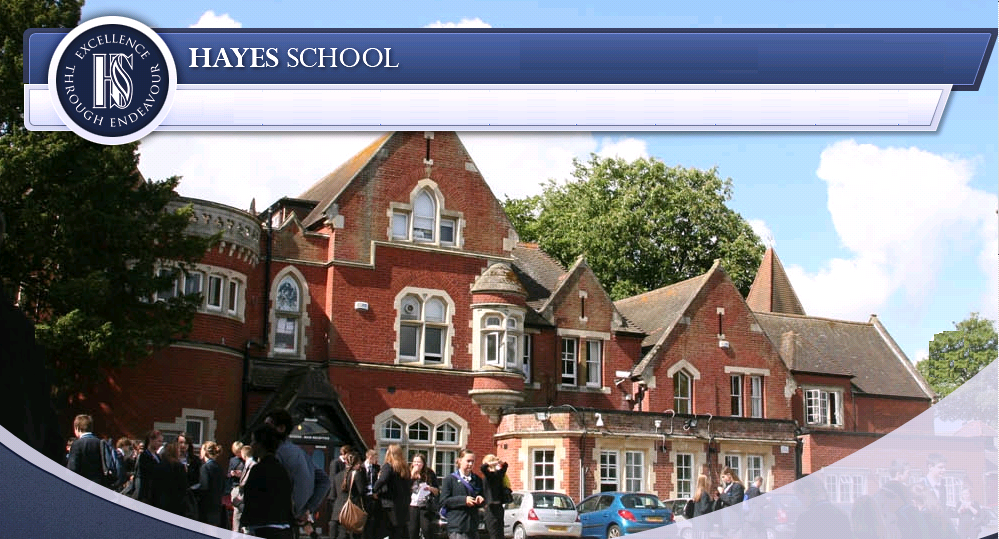 HAYES SCHOOL
EXCELLENCE
THROUGH ENDEAVOUR
HS